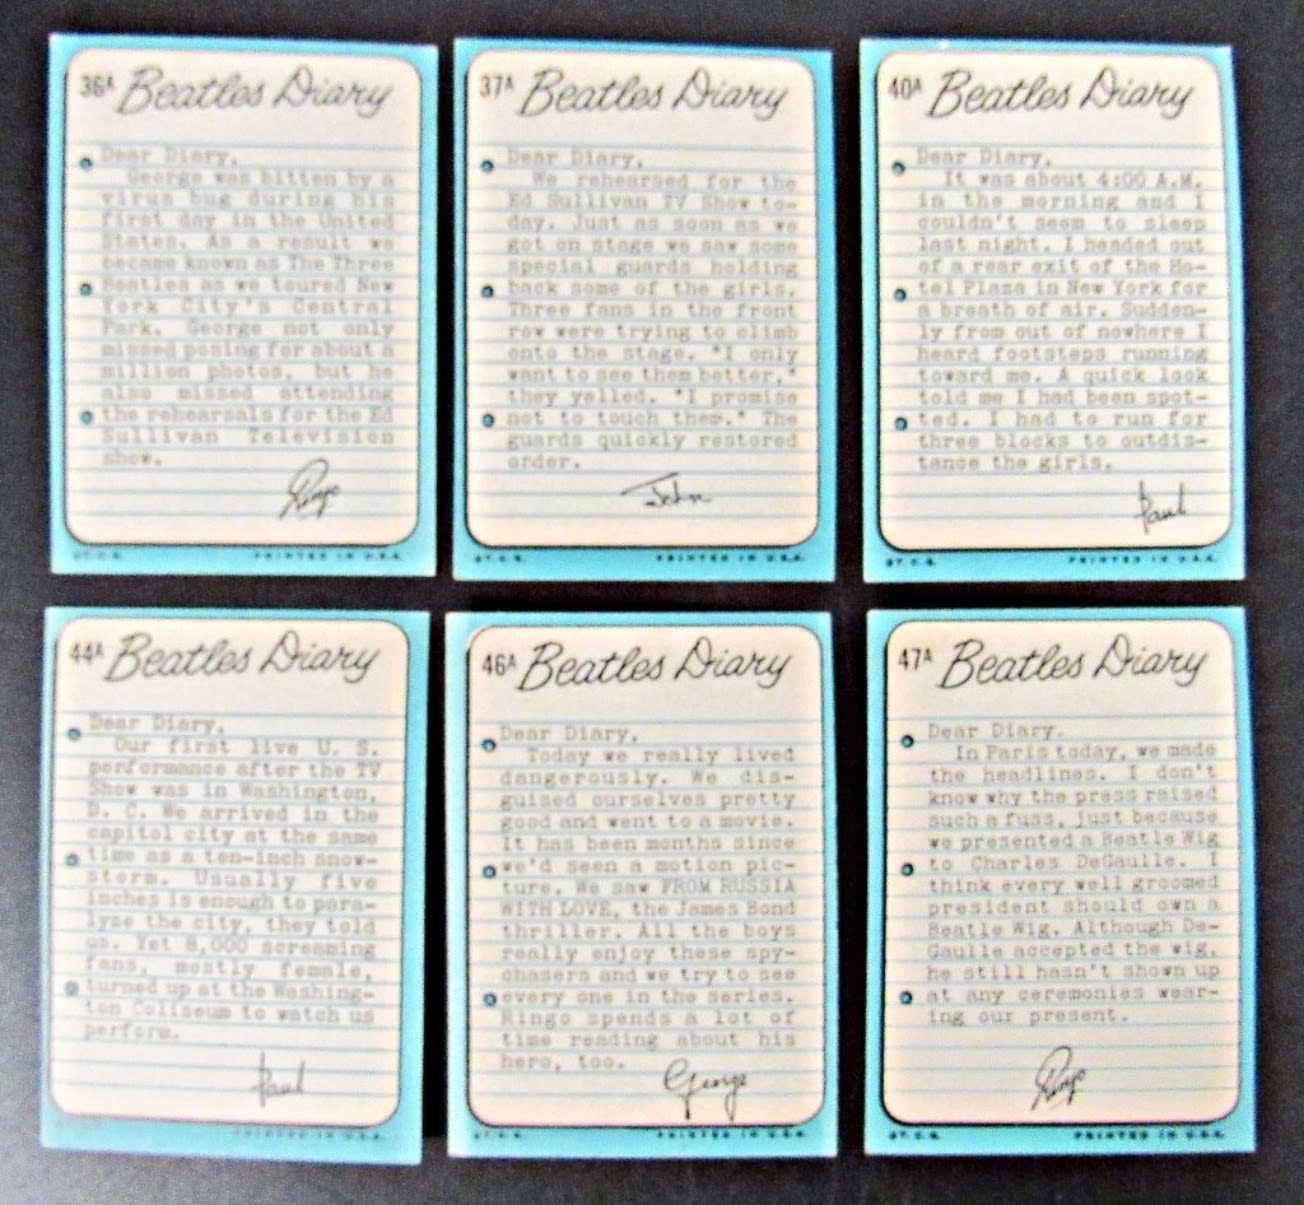 36A Beatles Diary
Dear Diary,
George was bitten by a
virus bug during his
first day in the United
States. As a result we
became known as The Three
Beatles as we toured New
York City's Central
Park. George not only
missed posing for about a
million photos, but he
also missed attending
the rehearsals for the Ed
Sullivan Television
show.
Ringo
©T.C.G. PRINTED IN U.S.A.
37A Beatles Diary
Dear Diary,
We rehearsed for the
Ed Sullivan TV Show to-
day. Just as soon as we
got on stage we saw some
special guards holding
back some of the girls.
Three fans in the front
row were trying to climb
onto the stage. "I only
want to see them better,"
they yelled. "I promise
not to touch them." The
guards quickly restored
order.
John
©T.C.G. PRINTED IN U.S.A.
40A Beatles Diary
Dear Diary,
It was about 4:00 A.M.
in the morning and I
couldn't seem to sleep
last night. I headed out
of a rear exit of the Ho-
tel Plaza in New York for
a breath of air. Sudden-
ly from out of nowhere I
heard footsteps running
toward me. A quick look
told me I had been spot-
ted. I had to run for
three blocks to outdis-
tance the girls.
Paul
©T.C.G. PRINTED IN U.S.A.
44A Beatles Diary
Dear Diary,
Our first live U. S.
performance after the TV
Show was in Washington,
D. C. We arrived in the
capitol city at the same
time as a ten-inch snow-
storm. Usually five
inches is enough to para-
lyze the city, they told
us. Yet 8,000 screaming
fans, mostly female,
turned up at the Washing-
ton Coliseum to watch us
perform.
Paul
PRINTED IN U.S.A.
46A Beatles Diary
Dear Diary,
Today we really lived
dangerously. We dis-
guised ourselves pretty
good and went to a movie.
It has been months since
we'd seen a motion pic-
ture. We saw FROM RUSSIA
WITH LOVE, the James Bond
thriller. All the boys
really enjoy these spy-
chasers and we try to see
every one in the series.
Ringo spends a lot of
time reading about his
hero, too.
George
©T.C.G. PRINTED IN U.S.A.
47A Beatles Diary
Dear Diary.
In Paris today, we made
the headlines. I don't
know why the press raised
such a fuss, just because
we presented a Beatle Wig
to Charles DeGaulle. I
think every well groomed
president should own a
Beatle Wig. Although De-
Gaulle accepted the wig,
he still hasn't shown up
at any ceremonies wear-
ing our present.
Ringo
©T.C.G. PRINTED IN U.S.A.